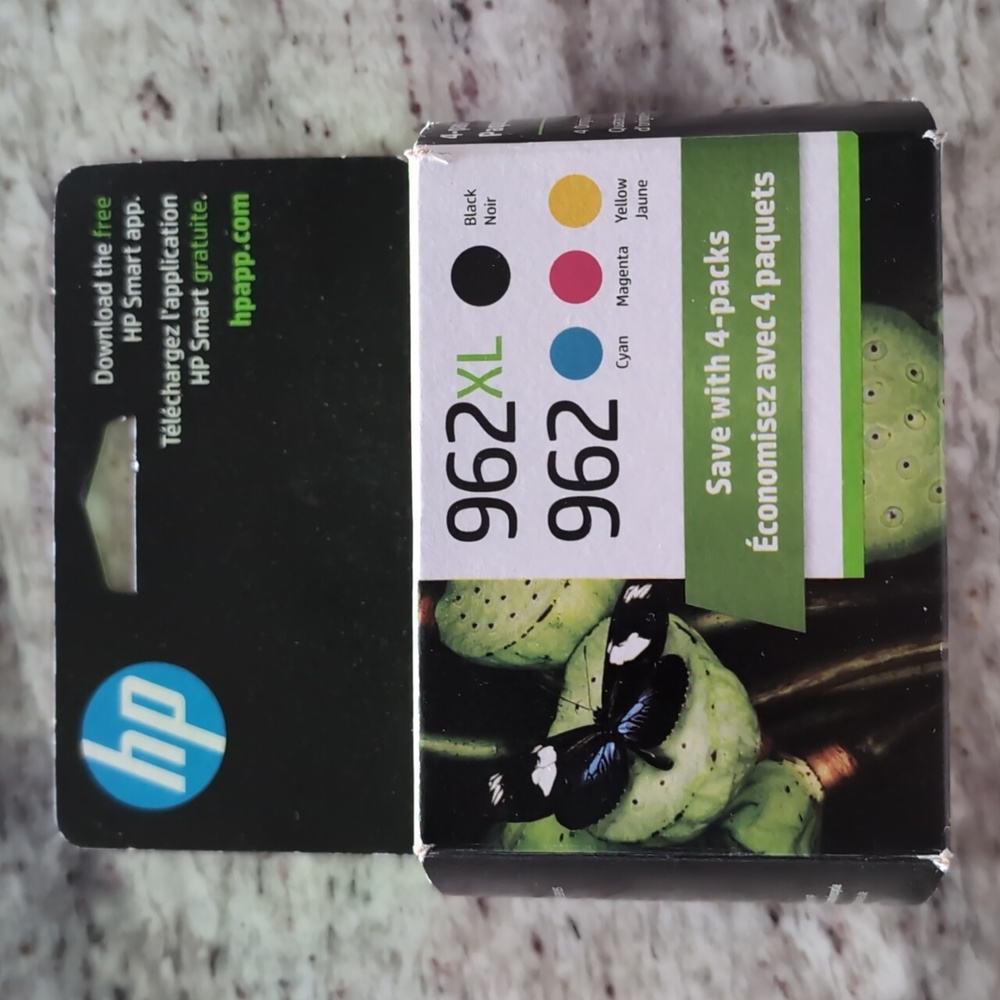 hp
Download the free
HP Smart app.
Téléchargez l'application
HP Smart gratuite.
hpapp.com
962XL
Black
Noir
962
Cyan
Magenta
Yellow
Jaune
Save with 4-packs
Économisez avec 4 paquets